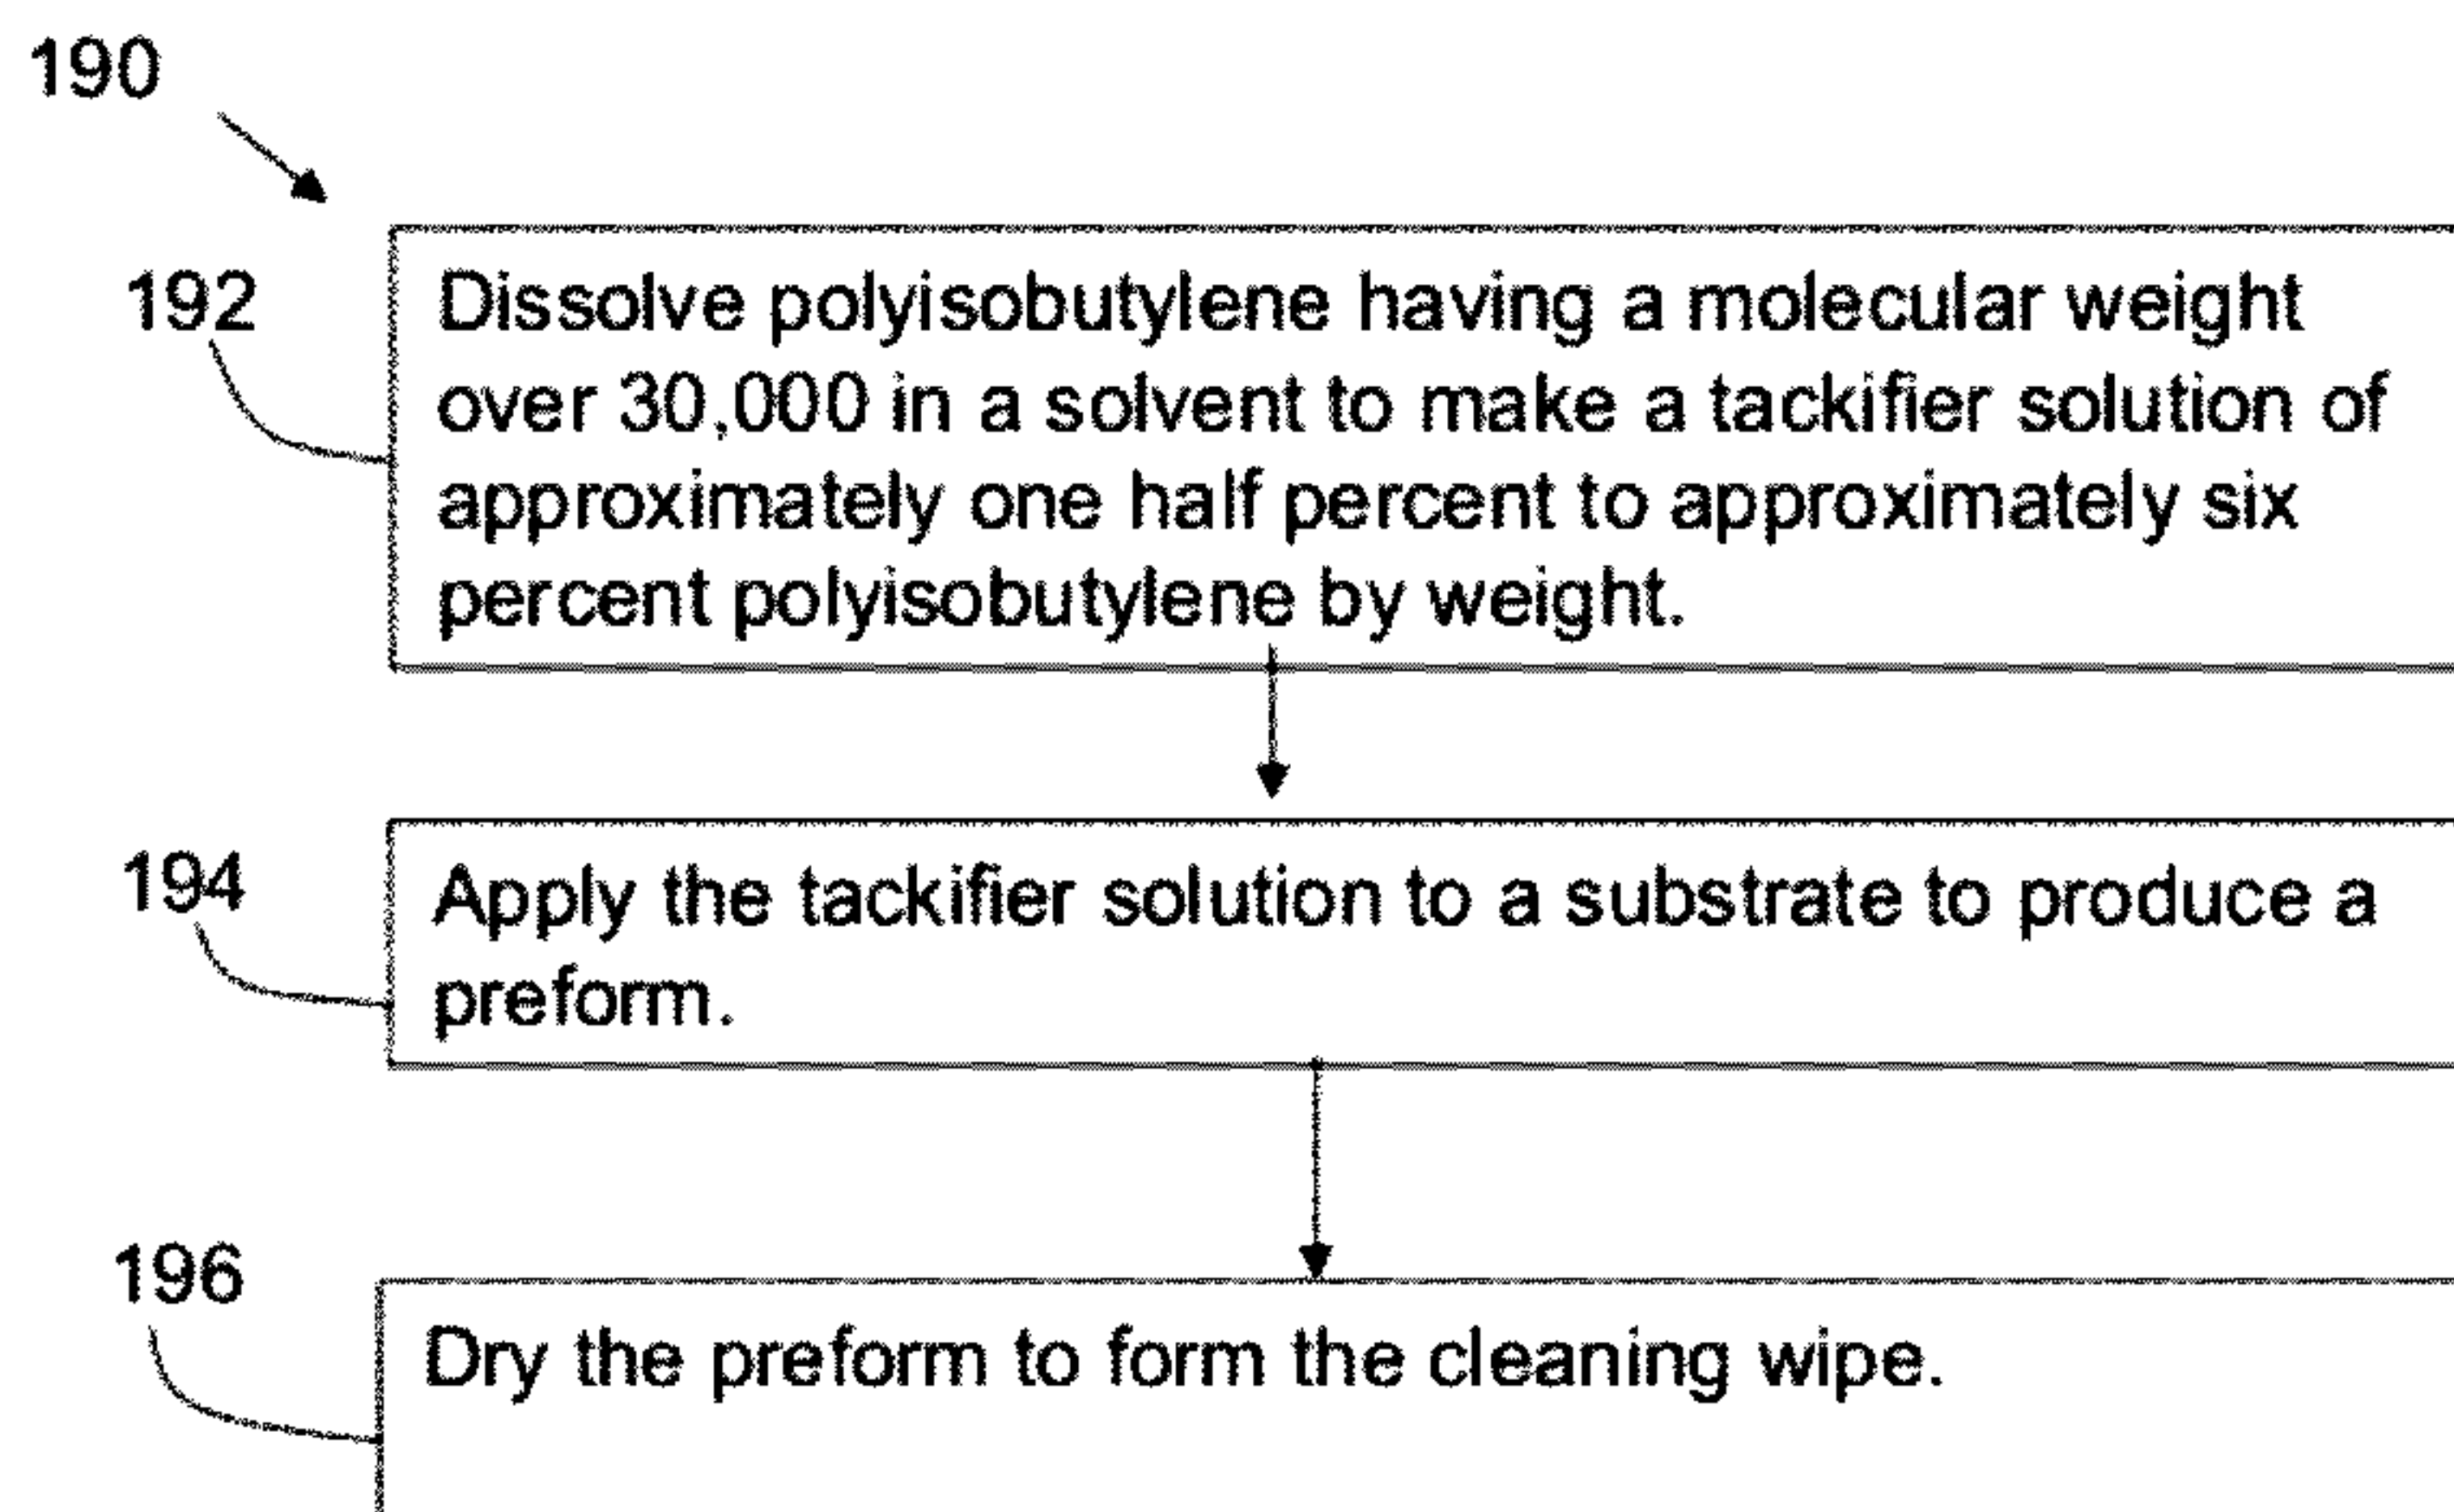 190
192
Dissolve polyisobutylene having a molecular weight
over 30,000 in a solvent to make a tackifier solution of
approximately one half percent to approximately six
percent polyisobutylene by weight.
194
Apply the tackifier solution to a substrate to produce a
preform.
196
Dry the preform to form the cleaning wipe.